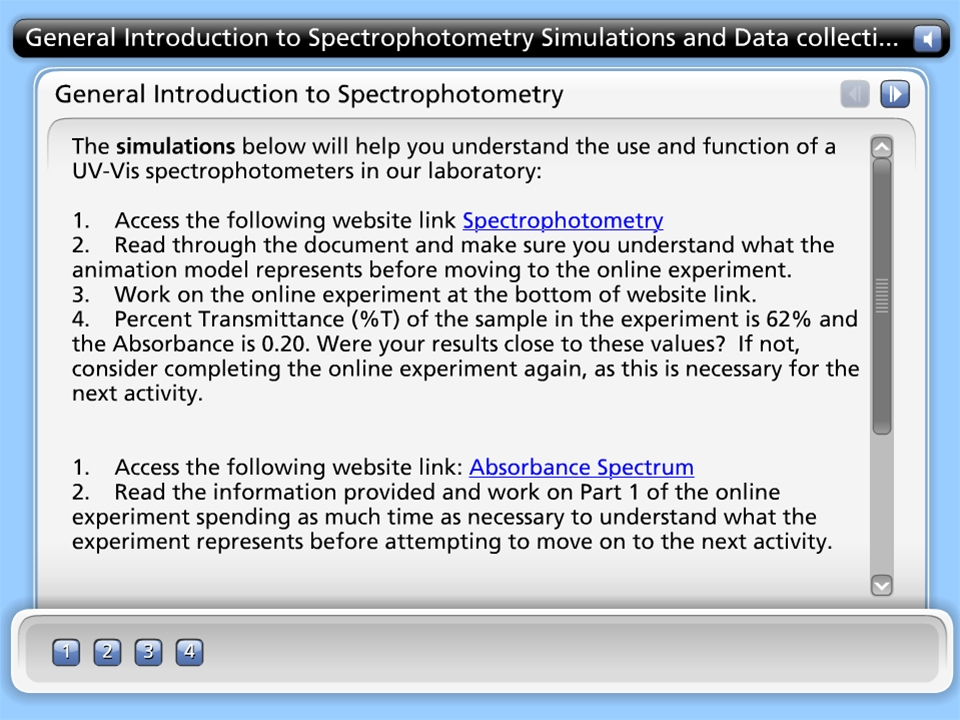 General Introduction to Spectrophotometry Simulations and Data collecti...
General Introduction to Spectrophotometry
The simulations below will help you understand the use and function of a
UV-Vis spectrophotometers in our laboratory:
1. Access the following website link Spectrophotometry
2. Read through the document and make sure you understand what the
animation model represents before moving to the online experiment.
3. Work on the online experiment at the bottom of website link.
4. Percent Transmittance (%T) of the sample in the experiment is 62% and
the Absorbance is 0.20. Were your results close to these values? If not,
consider completing the online experiment again, as this is necessary for the
next activity.
1. Access the following website link: Absorbance Spectrum
2. Read the information provided and work on Part 1 of the online
experiment spending as much time as necessary to understand what the
experiment represents before attempting to move on to the next activity.
1 2 3 4